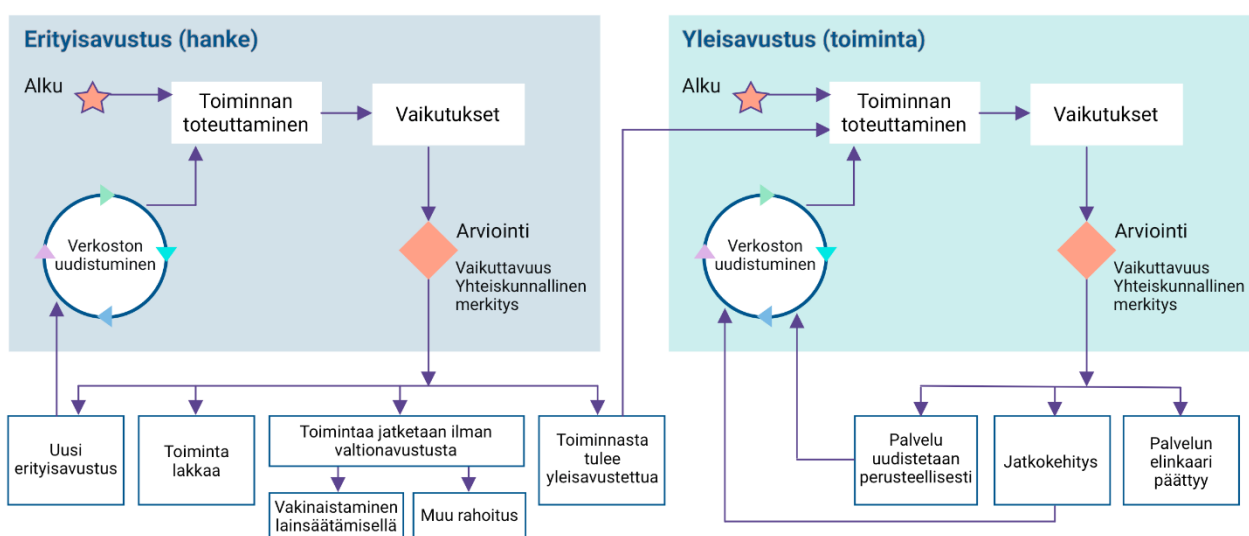 Erityisavustus (hanke)
Alku
Toiminnan
toteuttaminen
Vaikutukset
Verkoston
uudistuminen
Arviointi
Vaikuttavuus
Yhteiskunnallinen
merkitys
Uusi
erityisavustus
Toiminta
lakkaa
Toimintaa jatketaan ilman
valtionavustusta
Vakinaistaminen
lainsäätämisellä
Muu rahoitus
Toiminnasta
tulee
yleisavustettua
Yleisavustus (toiminta)
Alku
Toiminnan
toteuttaminen
Vaikutukset
Verkoston
uudistuminen
Arviointi
Vaikuttavuus
Yhteiskunnallinen
merkitys
Palvelu
uudistetaan
perusteellisesti
Jatkokehitys
Palvelun
elinkaari
päättyy